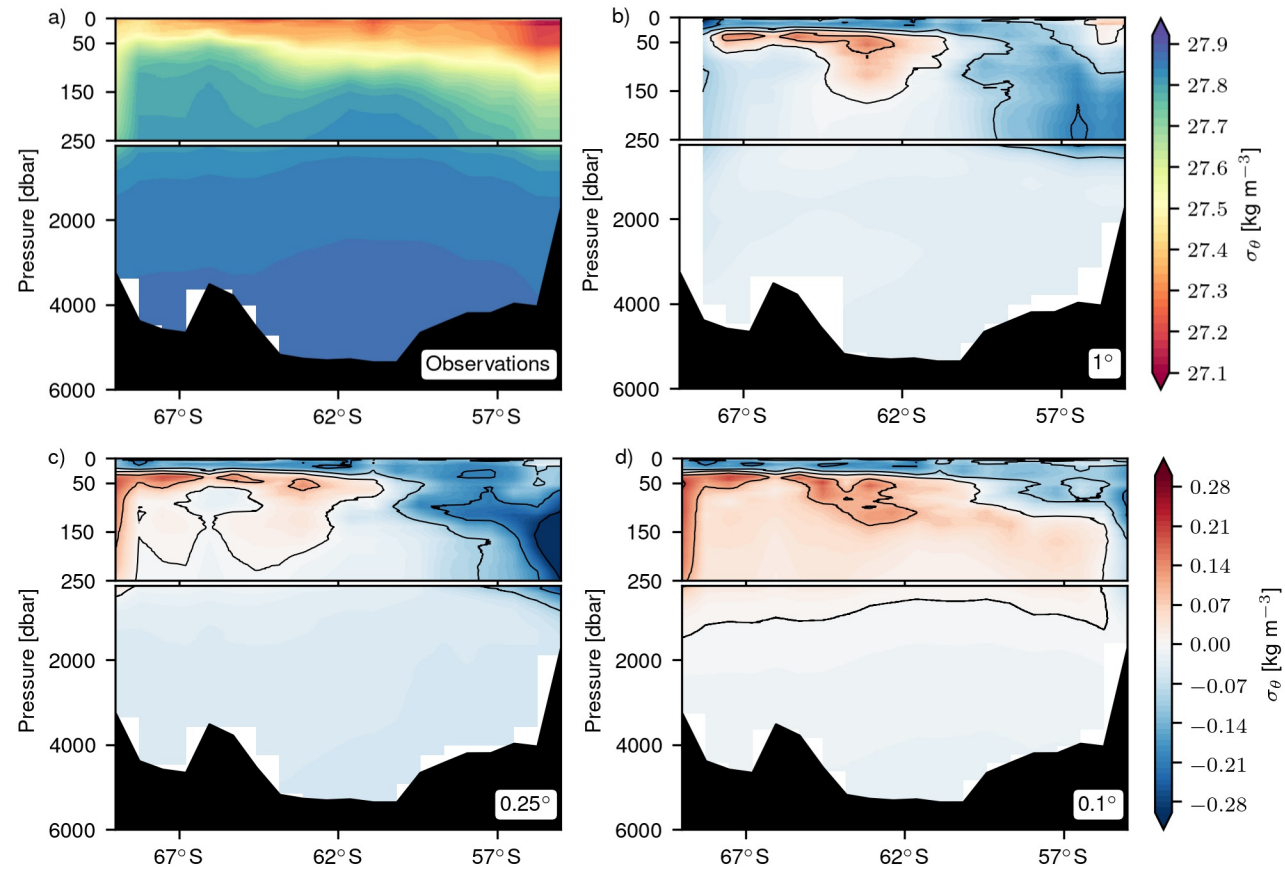 a)
0
50
150
250
2000
4000
6000
Pressure [dbar]
67°S
62°S
57°S
Observations
b)
0
50
150
250
2000
4000
6000
Pressure [dbar]
67°S
62°S
57°S
1°
27.9
27.8
27.7
27.6
27.5
27.4
27.3
27.2
27.1
σθ [kg m−3]
c)
0
50
150
250
2000
4000
6000
Pressure [dbar]
67°S
62°S
57°S
0.25°
d)
0
50
150
250
2000
4000
6000
Pressure [dbar]
67°S
62°S
57°S
0.1°
0.28
0.21
0.14
0.07
0.00
−0.07
−0.14
−0.21
−0.28
σθ [kg m−3]